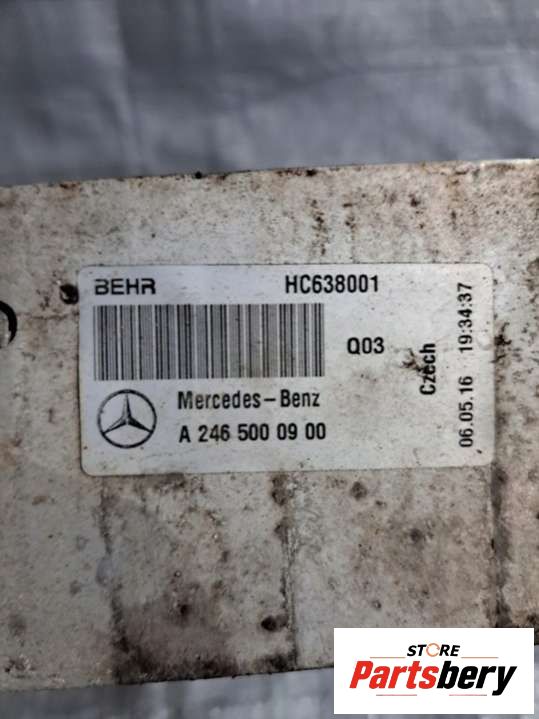 BEHR HC638001
Q03
Mercedes-Benz
A 246 500 09 00
Czech
06.05.16 19:34:37
STORE
Partsbery